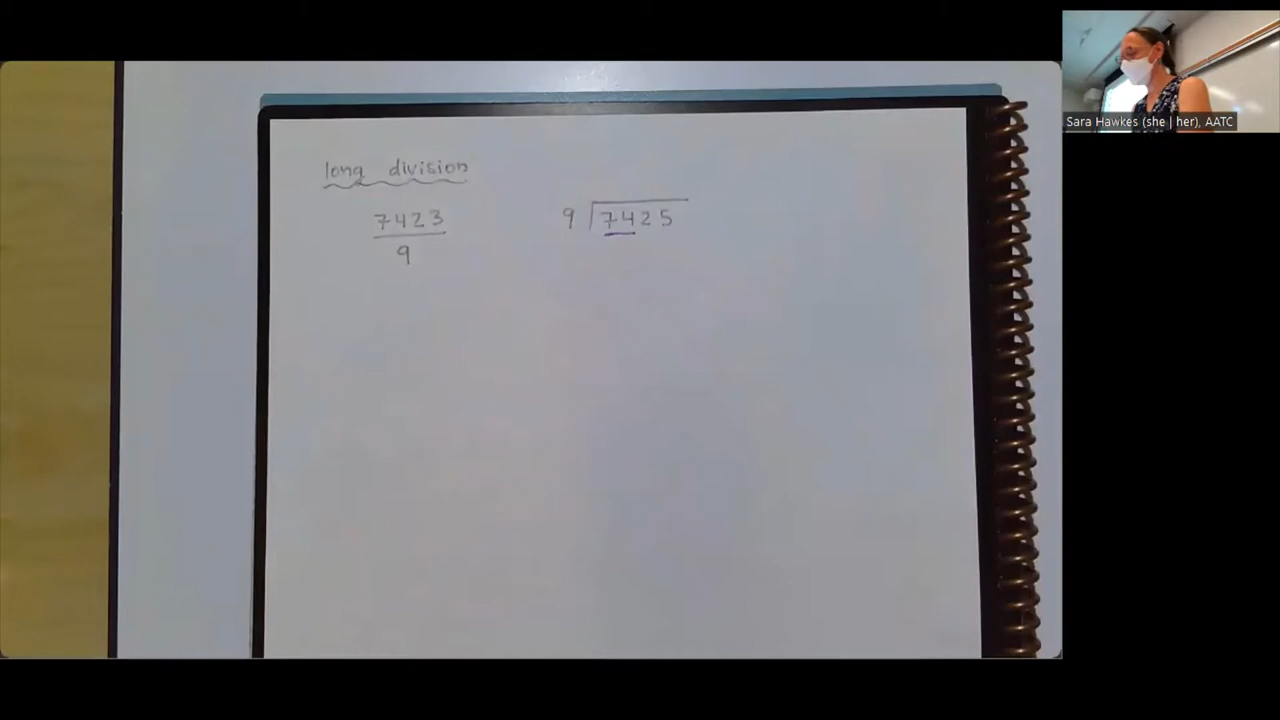 long division
7423
9
9 7425
Sara Hawkes (she | her), AATC